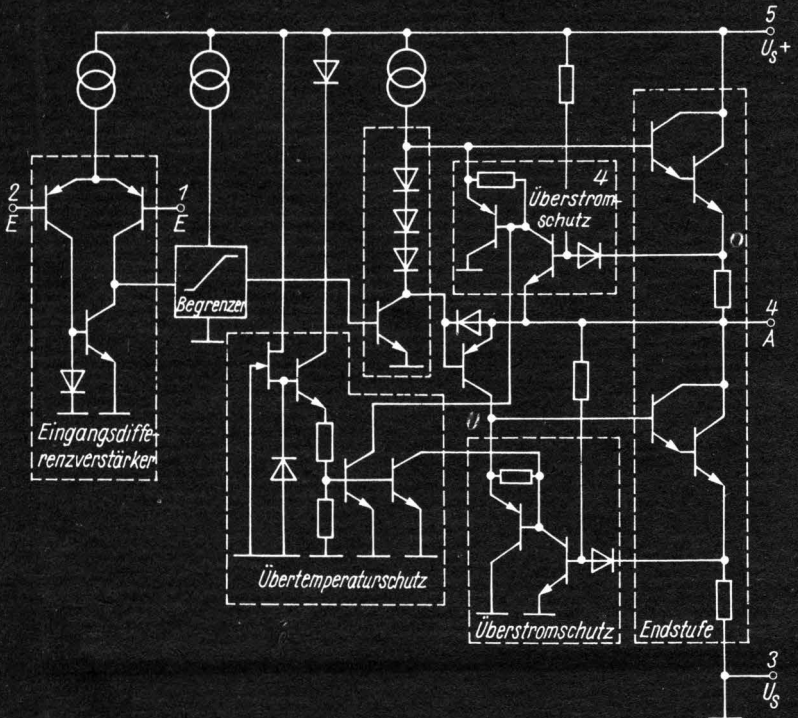 5
U_S+
2
E
1
E
4
Überstrom-
schutz
Begrenzer
4
A
Eingangsdiffe-
renzverstärker
Übertemperaturschutz
Überstromschutz
Endstufe
3
U_S